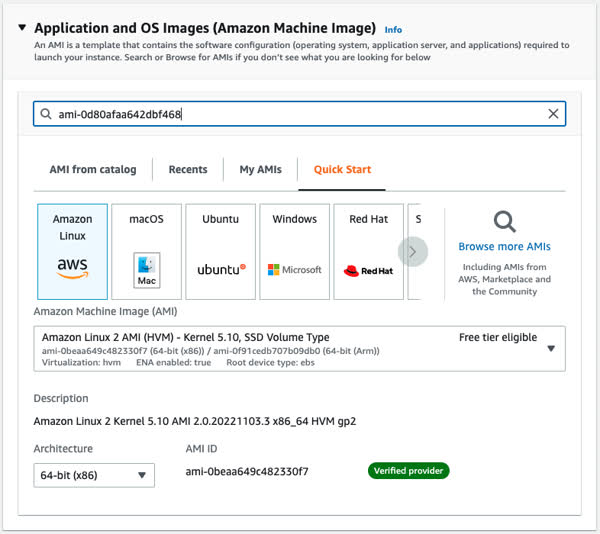 Application and OS Images (Amazon Machine Image) Info
An AMI is a template that contains the software configuration (operating system, application server, and applications) required to
launch your instance. Search or Browse for AMIs if you don't see what you are looking for below
ami-0d80afaa642dbf468
AMI from catalog Recents My AMIs Quick Start
Amazon
Linux
aws
macOS
Mac
Ubuntu
ubuntu
Windows
Microsoft
Red Hat
Red Hat
S
Browse more AMIs
Including AMIs from
AWS, Marketplace and
the Community
Amazon Machine Image (AMI)
Amazon Linux 2 AMI (HVM) - Kernel 5.10, SSD Volume Type Free tier eligible
ami-0beaa649c482330f7 (64-bit (x86)) / ami-0f91cedb707b09db0 (64-bit (Arm))
Virtualization: hvm ENA enabled: true Root device type: ebs
Description
Amazon Linux 2 Kernel 5.10 AMI 2.0.20221103.3 x86_64 HVM gp2
Architecture AMI ID
64-bit (x86) ami-0beaa649c482330f7 Verified provider